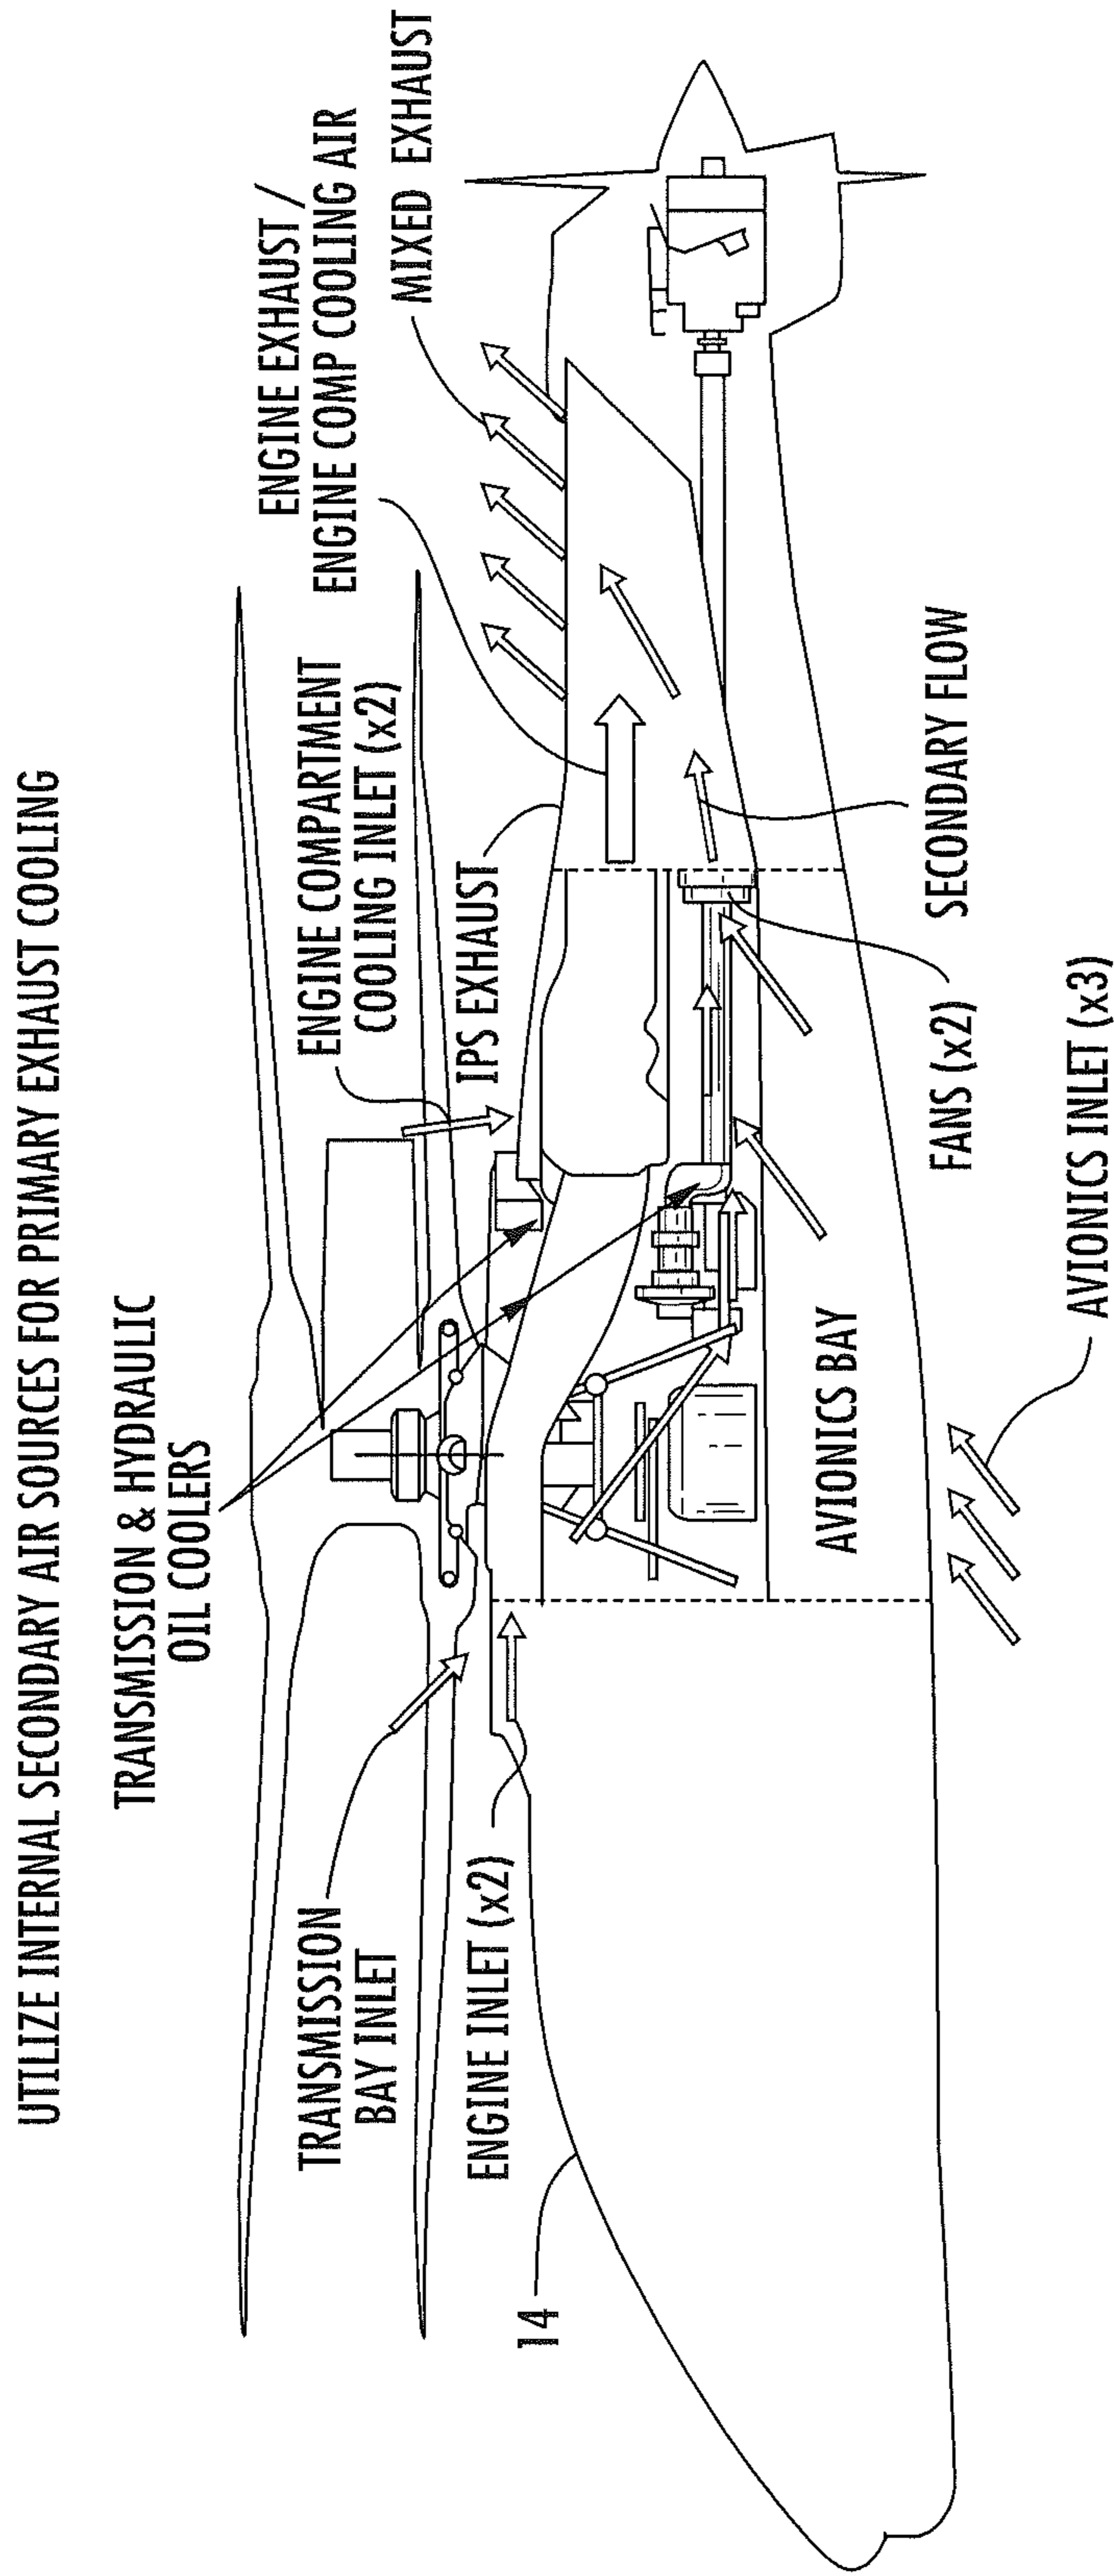 UTILIZE INTERNAL SECONDARY AIR SOURCES FOR PRIMARY EXHAUST COOLING
TRANSMISSION & HYDRAULIC
OIL COOLERS
TRANSMISSION
BAY INLET
ENGINE INLET (x2)
14
ENGINE COMPARTMENT
COOLING INLET (x2)
IPS EXHAUST
ENGINE EXHAUST /
ENGINE COMP COOLING AIR
MIXED EXHAUST
AVIONICS BAY
SECONDARY FLOW
FANS (x2)
AVIONICS INLET (x3)